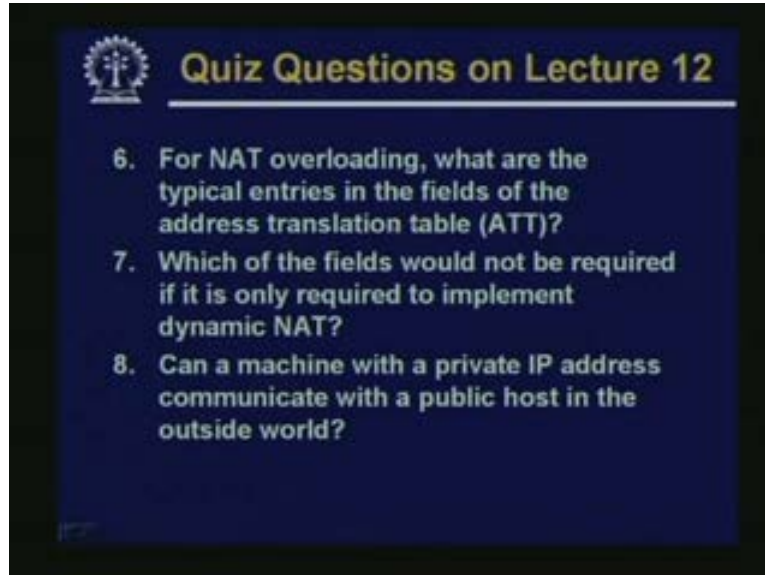 Quiz Questions on Lecture 12
6. For NAT overloading, what are the
typical entries in the fields of the
address translation table (ATT)?
7. Which of the fields would not be required
if it is only required to implement
dynamic NAT?
8. Can a machine with a private IP address
communicate with a public host in the
outside world?